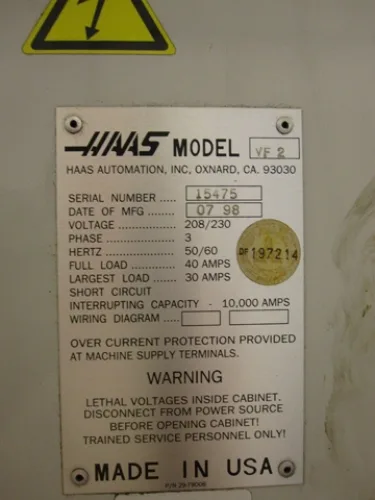 HAAS MODEL VF 2
HAAS AUTOMATION, INC, OXNARD, CA. 93030
SERIAL NUMBER ..... 15475
DATE OF MFG ........ 07 98
VOLTAGE ............... 208/230
PHASE .................. 3
HERTZ ................... 50/60
FULL LOAD ............. 40 AMPS
LARGEST LOAD ....... 30 AMPS
197214
SHORT CIRCUIT
INTERRUPTING CAPACITY - 10,000 AMPS
WIRING DIAGRAM .....
OVER CURRENT PROTECTION PROVIDED
AT MACHINE SUPPLY TERMINALS.
WARNING
LETHAL VOLTAGES INSIDE CABINET.
DISCONNECT FROM POWER SOURCE
BEFORE OPENING CABINET!
TRAINED SERVICE PERSONNEL ONLY!
MADE IN USA